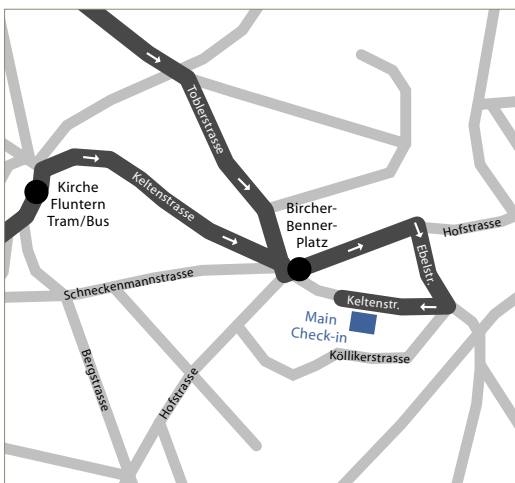 Toblerstrasse
Kirche
Fluntern
Tram/Bus
Keltenstrasse
Bircher-
Benner-
Platz
Hofstrasse
Ebelstr.
Schneckenmannstrasse
Keltenstr.
Main
Check-in
Köllikerstrasse
Bergstrasse
Hofstrasse